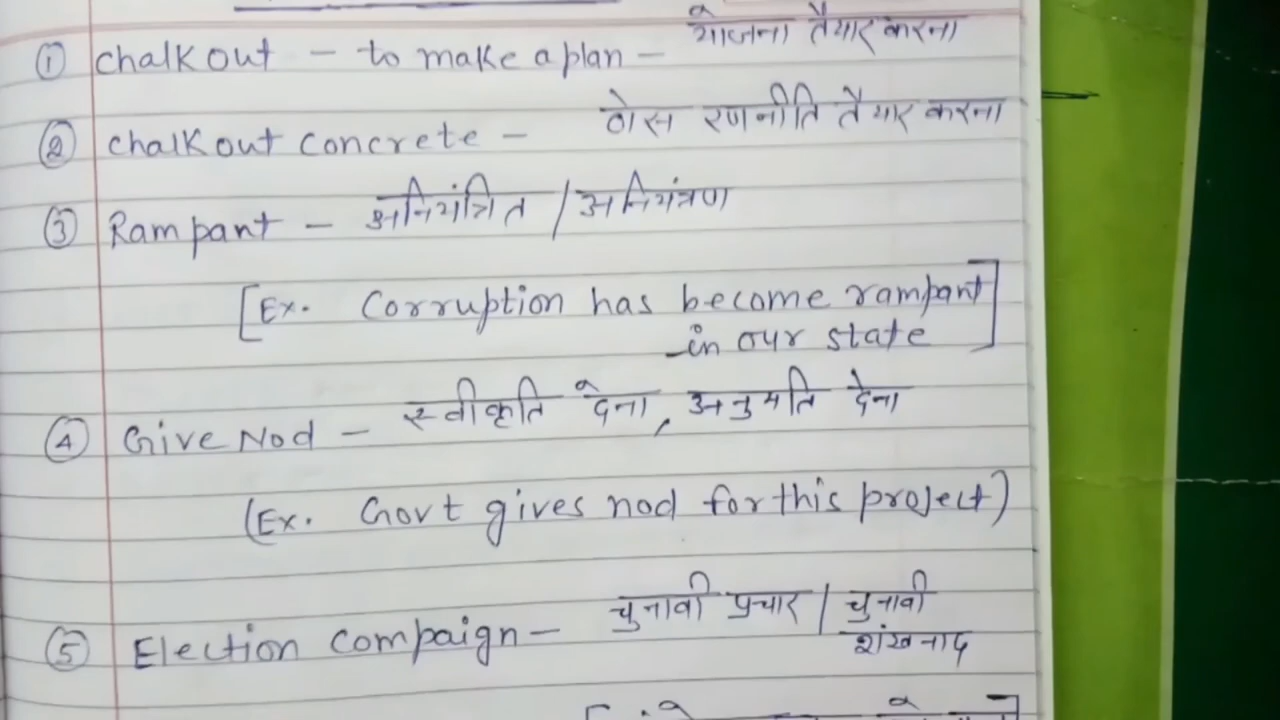 ① chalk out – to make a plan – योजना तैयार करना
② chalk out concrete – ठोस रणनीति तैयार करना
③ Rampant – अनियंत्रित / अनियंत्रण
[Ex. Corruption has become rampant
in our state]
④ Give Nod – स्वीकृति देना, अनुमति देना
(Ex. Govt gives nod for this project)
⑤ Election compaign – चुनावी प्रचार / चुनावी
शंखनाद